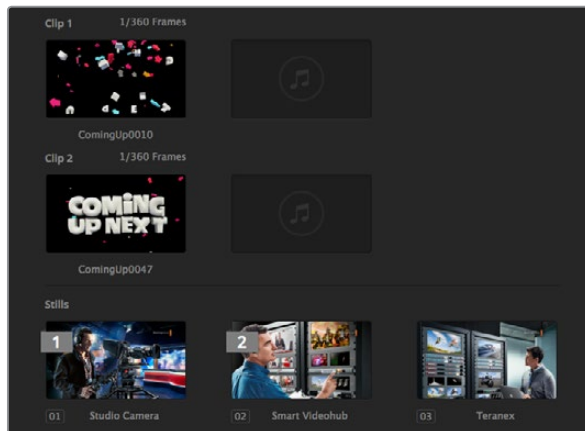 Clip 1 1/360 Frames
ComingUp0010
Clip 2 1/360 Frames
COMING
UP NEXT
ComingUp0047
Stills
1 2
01 Studio Camera 02 Smart Videohub 03 Teranex